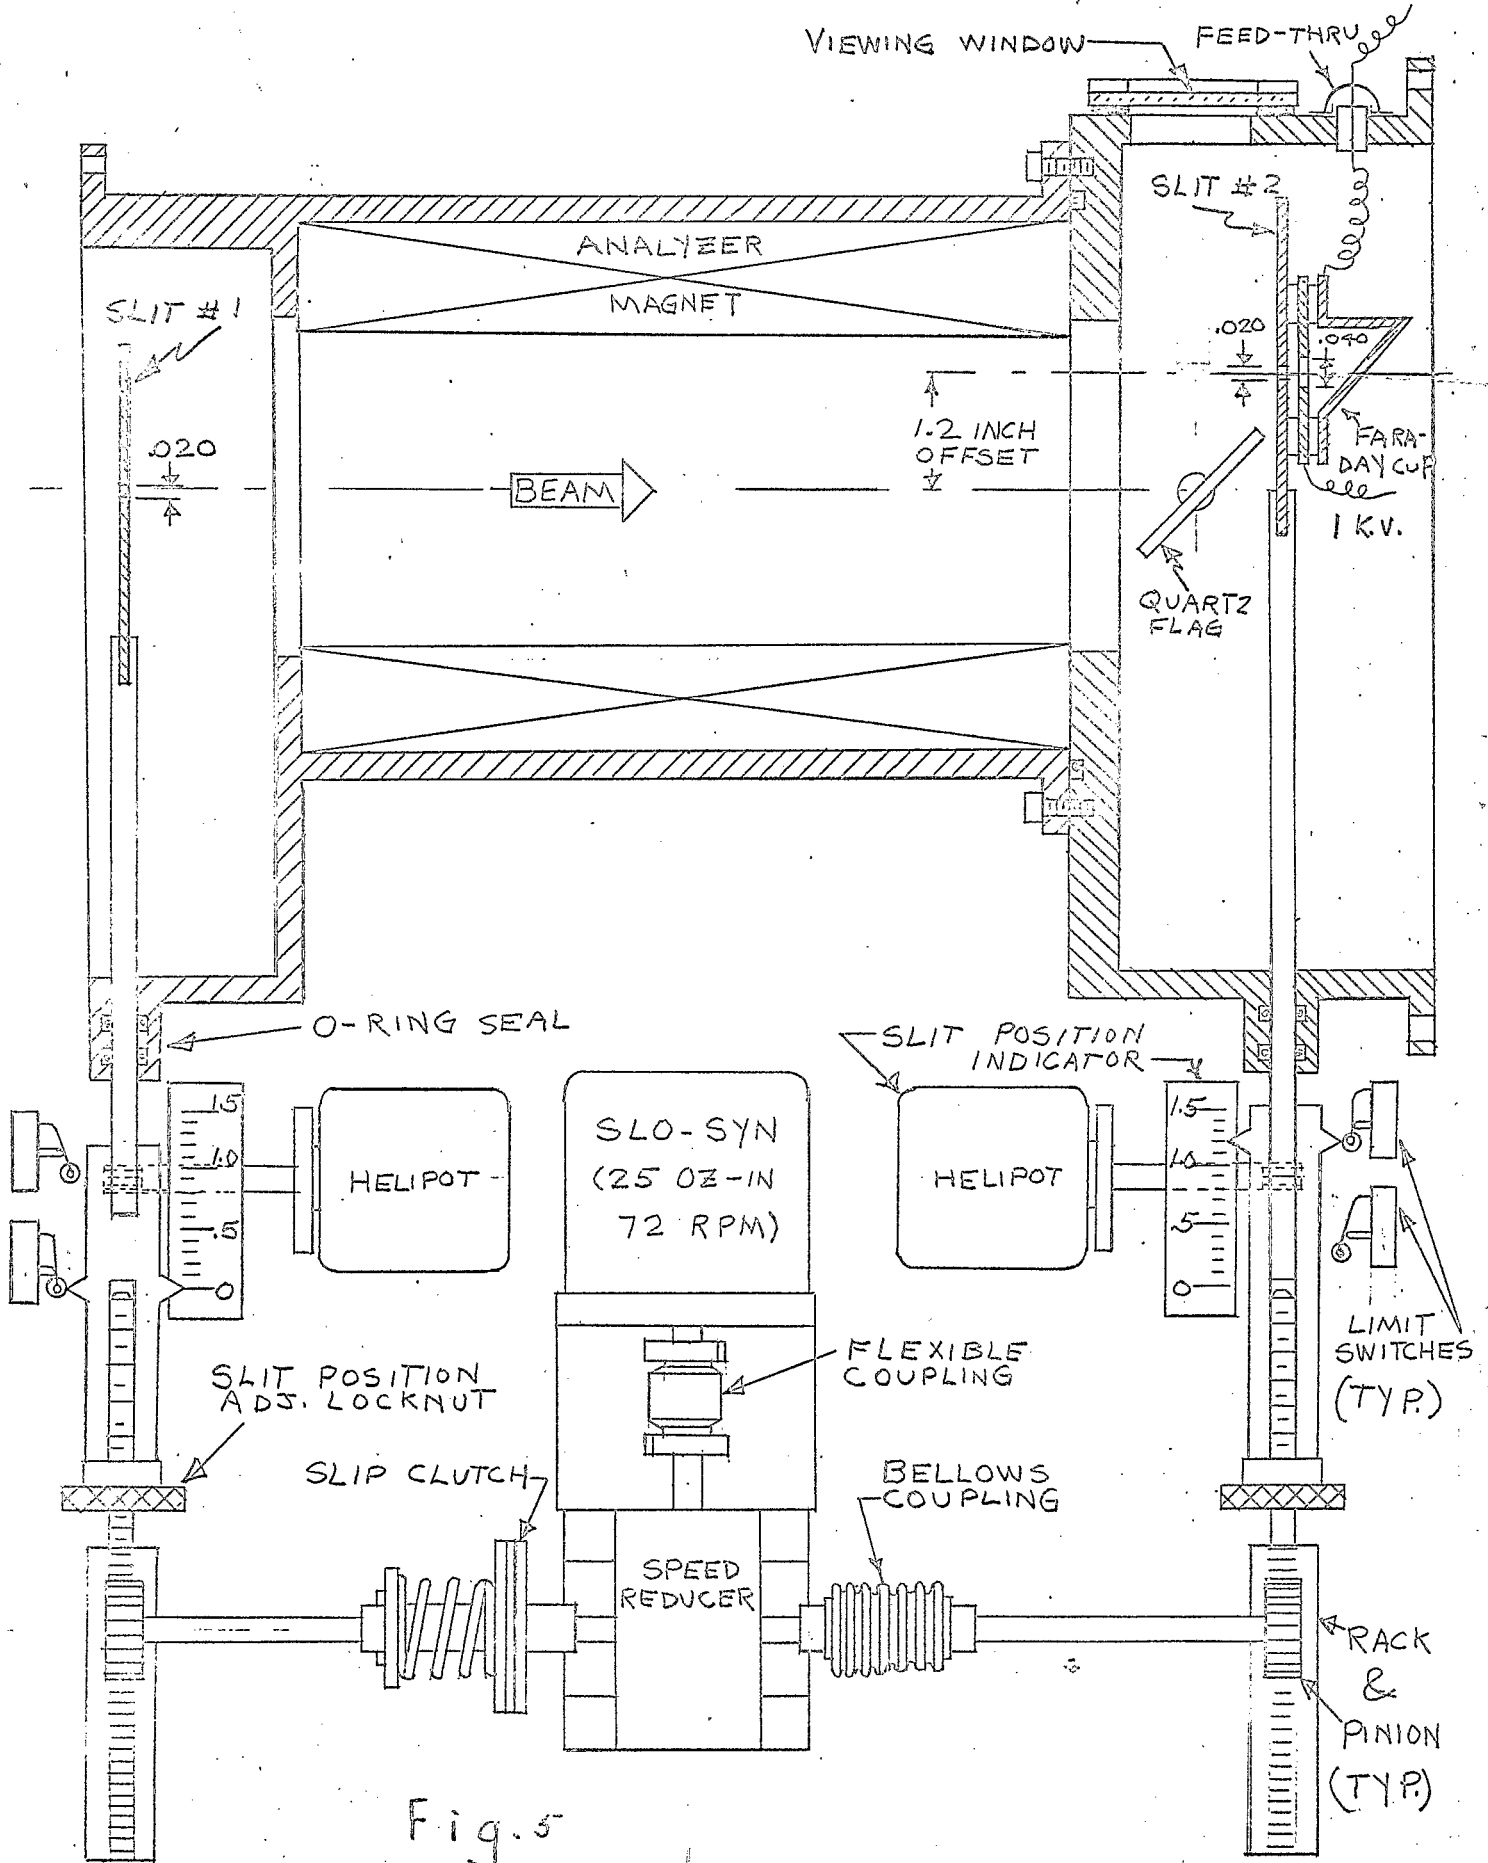 VIEWING WINDOW
FEED-THRU
SLIT #2
ANALYZER
MAGNET
SLIT #1
.020
.040
.020
1.2 INCH
OFFSET
BEAM
FARA-
DAY CUP
1 K.V.
QUARTZ
FLAG
O-RING SEAL
SLIT POSITION
INDICATOR
1.5
1.0
.5
0
HELIPOT
SLO-SYN
(25 OZ-IN
72 RPM)
HELIPOT
1.5
1.0
.5
0
LIMIT
SWITCHES
(TYP.)
FLEXIBLE
COUPLING
SLIT POSITION
ADJ. LOCKNUT
SLIP CLUTCH
BELLOWS
COUPLING
SPEED
REDUCER
RACK
&
PINION
(TYP.)
Fig. 5